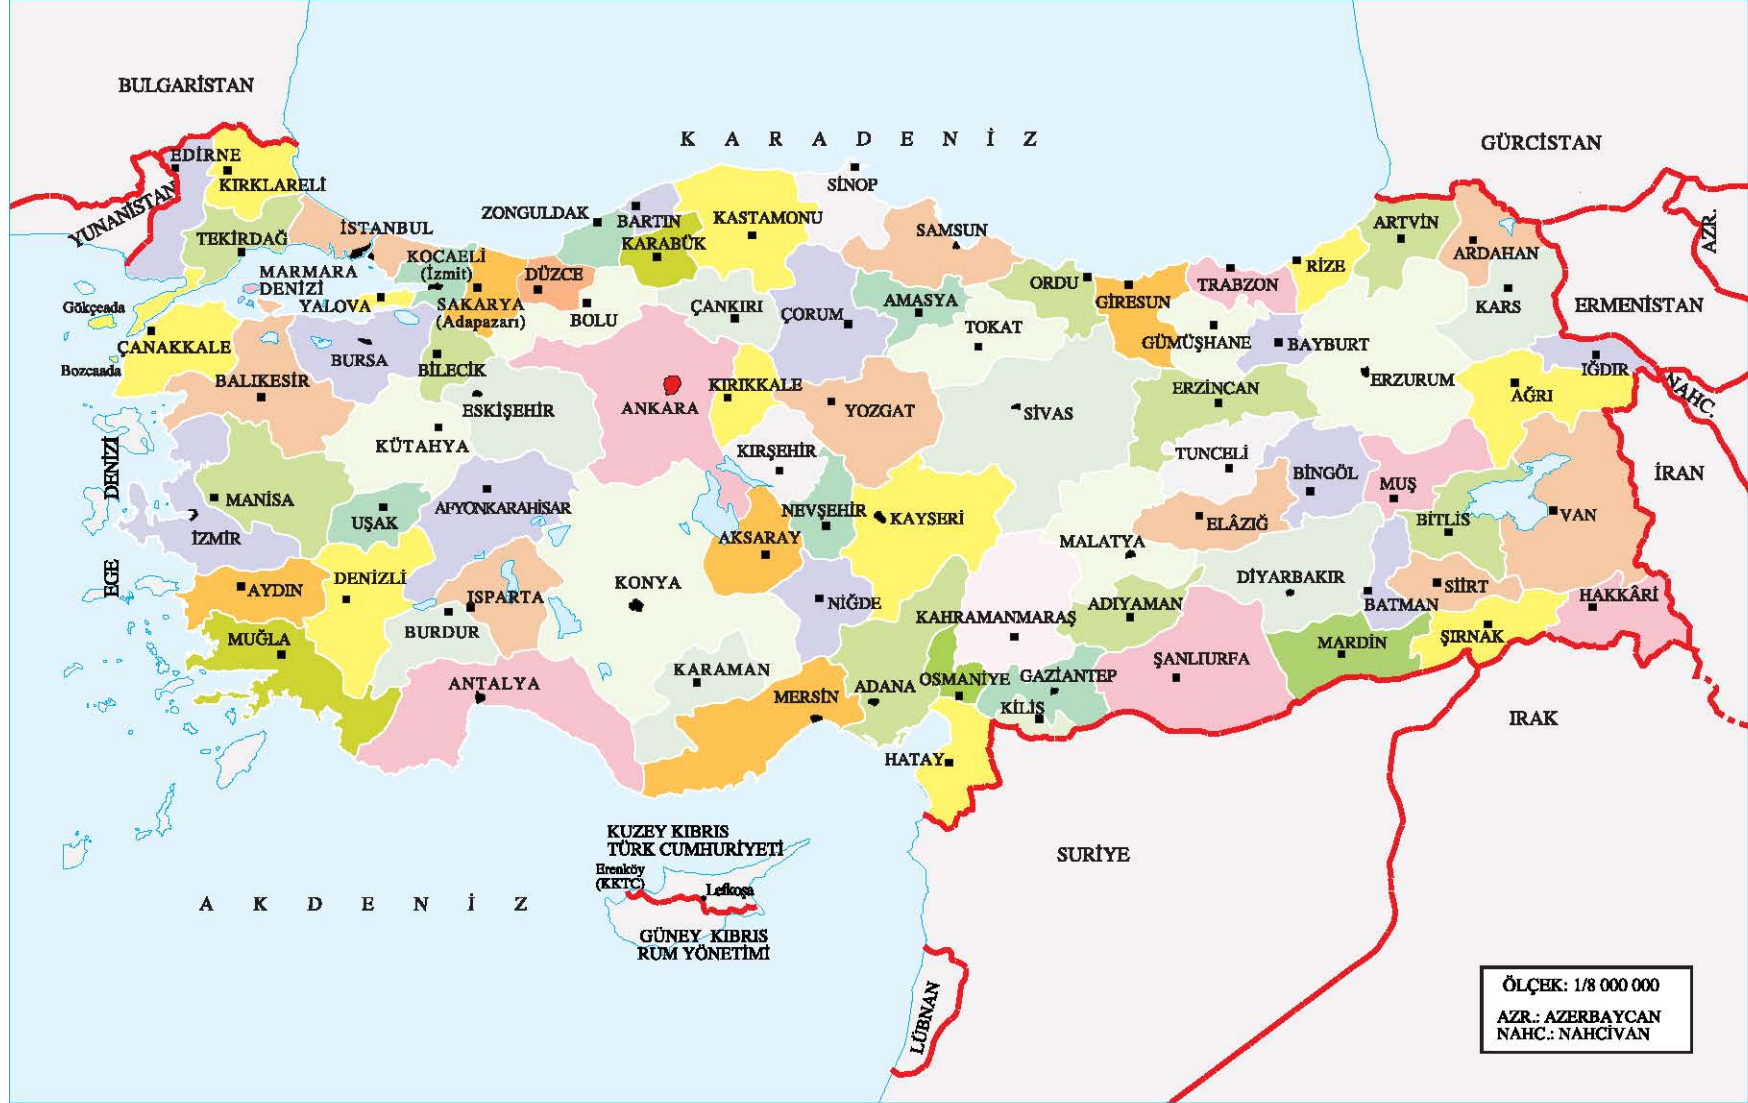 BULGARİSTAN
K A R A D E N İ Z
GÜRCİSTAN
EDİRNE
KIRKLARELİ
YUNANİSTAN
TEKİRDAĞ
İSTANBUL
ZONGULDAK
BARTIN
KARABÜK
KASTAMONU
SİNOP
SAMSUN
ARTVİN
ARDAHAN
AZR.
KOCAELİ
(İzmit)
MARMARA
DENİZİ
YALOVA
SAKARYA
(Adapazarı)
DÜZCE
BOLU
ÇANKIRI
ÇORUM
AMASYA
TOKAT
ORDU
GİRESUN
TRABZON
RİZE
GÜMÜŞHANE
BAYBURT
KARS
ERMENİSTAN
IĞDIR
NAHC.
Gökçeada
ÇANAKKALE
Bozcaada
BALIKESİR
BURSA
BİLECİK
ESKİŞEHİR
KÜTAHYA
ANKARA
KIRIKKALE
YOZGAT
SİVAS
ERZİNCAN
ERZURUM
AĞRI
EGE DENİZİ
MANİSA
İZMİR
UŞAK
AFYONKARAHİSAR
KIRŞEHİR
NEVŞEHİR
KAYSERİ
AKSARAY
MALATYA
ELÂZIĞ
TUNCELİ
BİNGÖL
MUŞ
BİTLİS
VAN
İRAN
AYDIN
DENİZLİ
MUĞLA
BURDUR
ISPARTA
KONYA
NİĞDE
KAHRAMANMARAŞ
ADIYAMAN
DİYARBAKIR
BATMAN
SİİRT
HAKKÂRİ
ŞIRNAK
MARDİN
ŞANLIURFA
ANTALYA
KARAMAN
MERSİN
ADANA
OSMANİYE
GAZİANTEP
KİLİS
HATAY
IRAK
SURİYE
KUZEY KIBRIS
TÜRK CUMHURİYETİ
Erenköy
(KKTC)
Lefkoşa
GÜNEY KIBRIS
RUM YÖNETİMİ
A K D E N İ Z
LÜBNAN
ÖLÇEK: 1/8 000 000
AZR.: AZERBAYCAN
NAHC.: NAHCİVAN